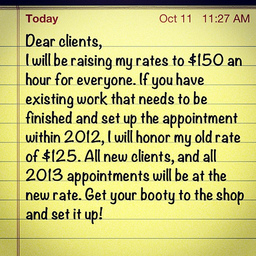 Today Oct 11 11:27 AM
Dear clients,
I will be raising my rates to $150 an
hour for everyone. If you have
existing work that needs to be
finished and set up the appointment
within 2012, I will honor my old rate
of $125. All new clients, and all
2013 appointments will be at the
new rate. Get your booty to the shop
and set it up!